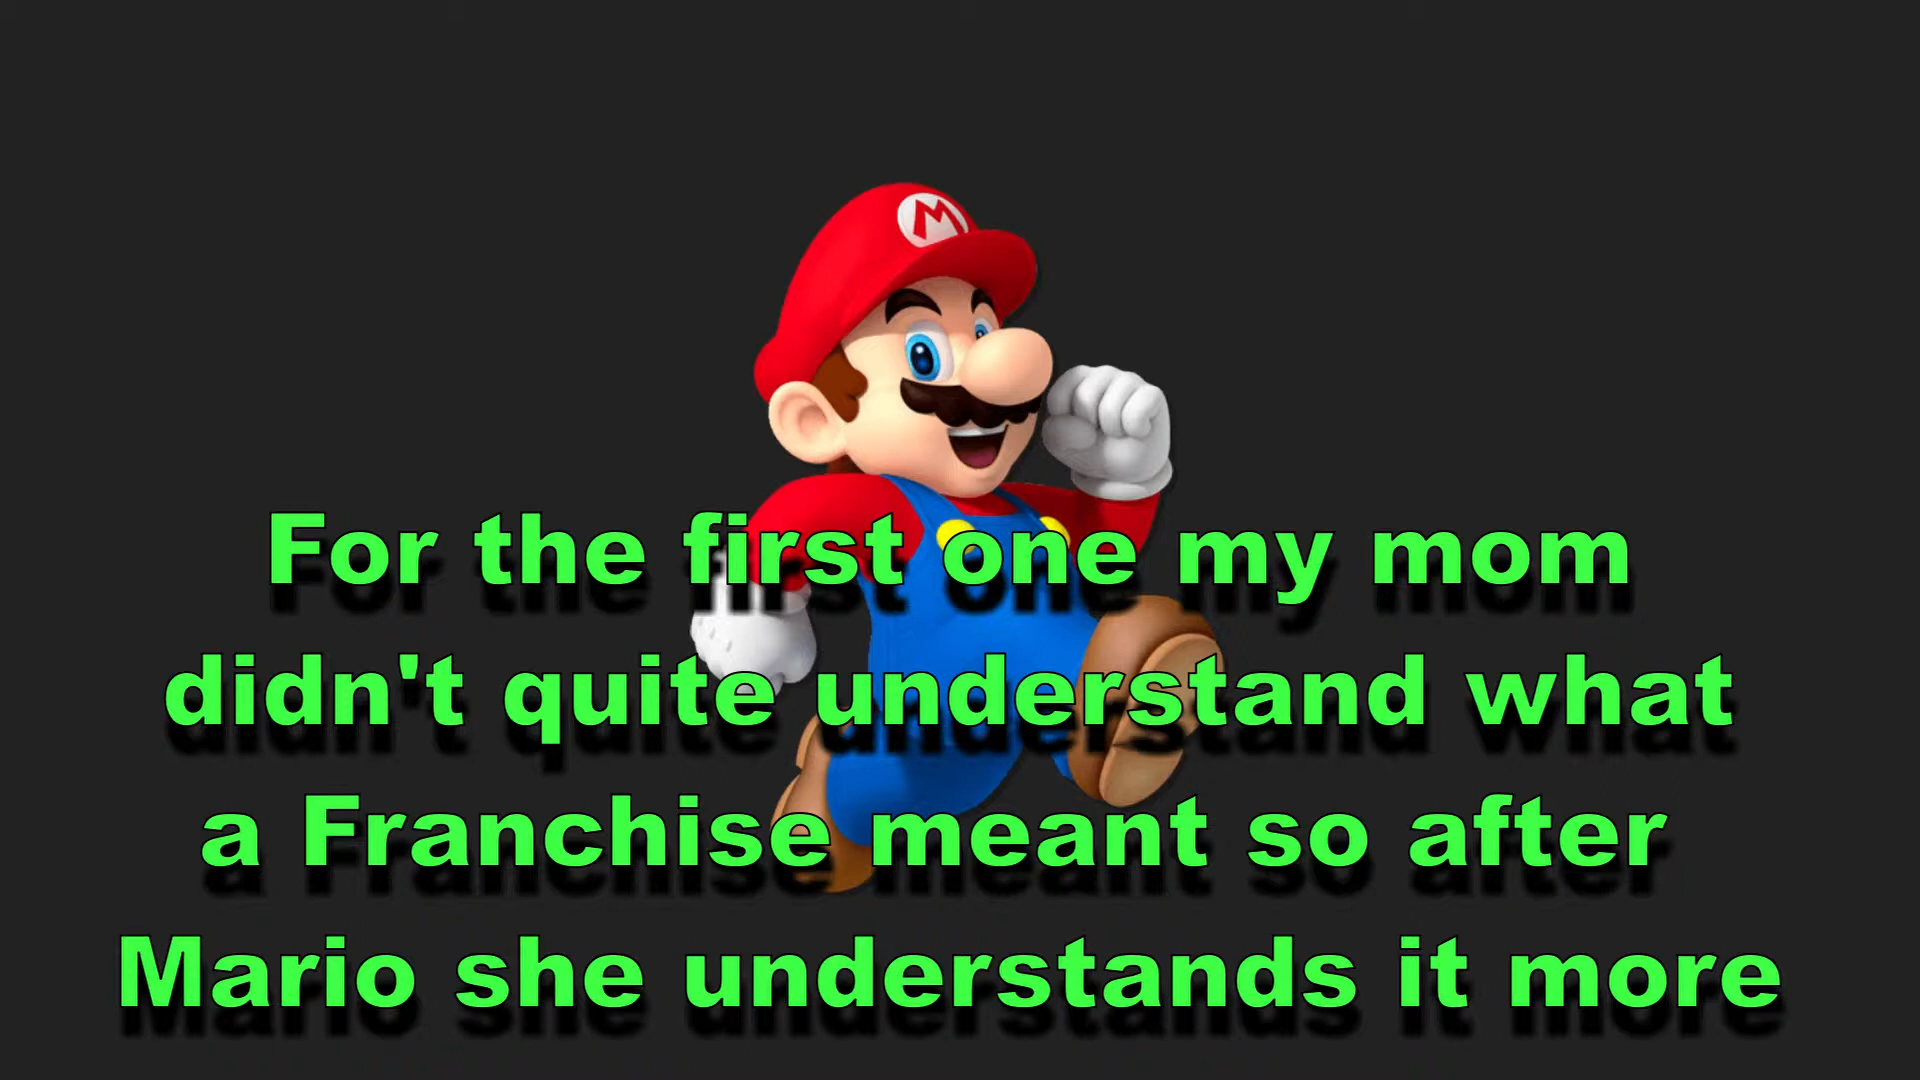 M
For the first one my mom
didn't quite understand what
a Franchise meant so after
Mario she understands it more